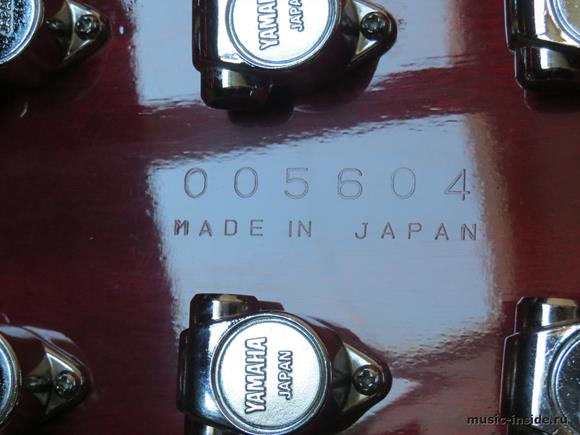 YAMAHA
JAPAN
005604
MADE IN JAPAN
YAMAHA
JAPAN
music-inside.ru